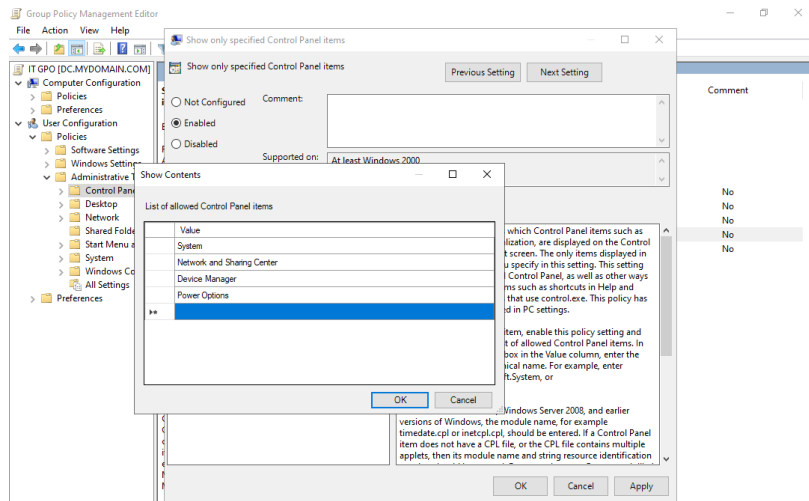 Group Policy Management Editor
File Action View Help
IT GPO [DC.MYDOMAIN.COM]
Computer Configuration
Policies
Preferences
User Configuration
Policies
Software Settings
Windows Settings
Administrative T
Control Pane
Desktop
Network
Shared Folde
Start Menu a
System
Windows Co
All Settings
Preferences
Show only specified Control Panel items
Show only specified Control Panel items
Previous Setting Next Setting
Not Configured
Enabled
Disabled
Comment:
Supported on:
At least Windows 2000
Show Contents
List of allowed Control Panel items
Value
System
Network and Sharing Center
Device Manager
Power Options
OK Cancel
which Control Panel items such as
lization, are displayed on the Control
t screen. The only items displayed in
u specify in this setting. This setting
Control Panel, as well as other ways
ms such as shortcuts in Help and
that use control.exe. This policy has
ed in PC settings.
tem, enable this policy setting and
t of allowed Control Panel items. In
box in the Value column, enter the
ical name. For example, enter
ft.System, or
Windows Server 2008, and earlier
versions of Windows, the module name, for example
timedate.cpl or inetcpl.cpl, should be entered. If a Control Panel
item does not have a CPL file, or the CPL file contains multiple
applets, then its module name and string resource identification
OK Cancel Apply
Comment
No
No
No
No
No